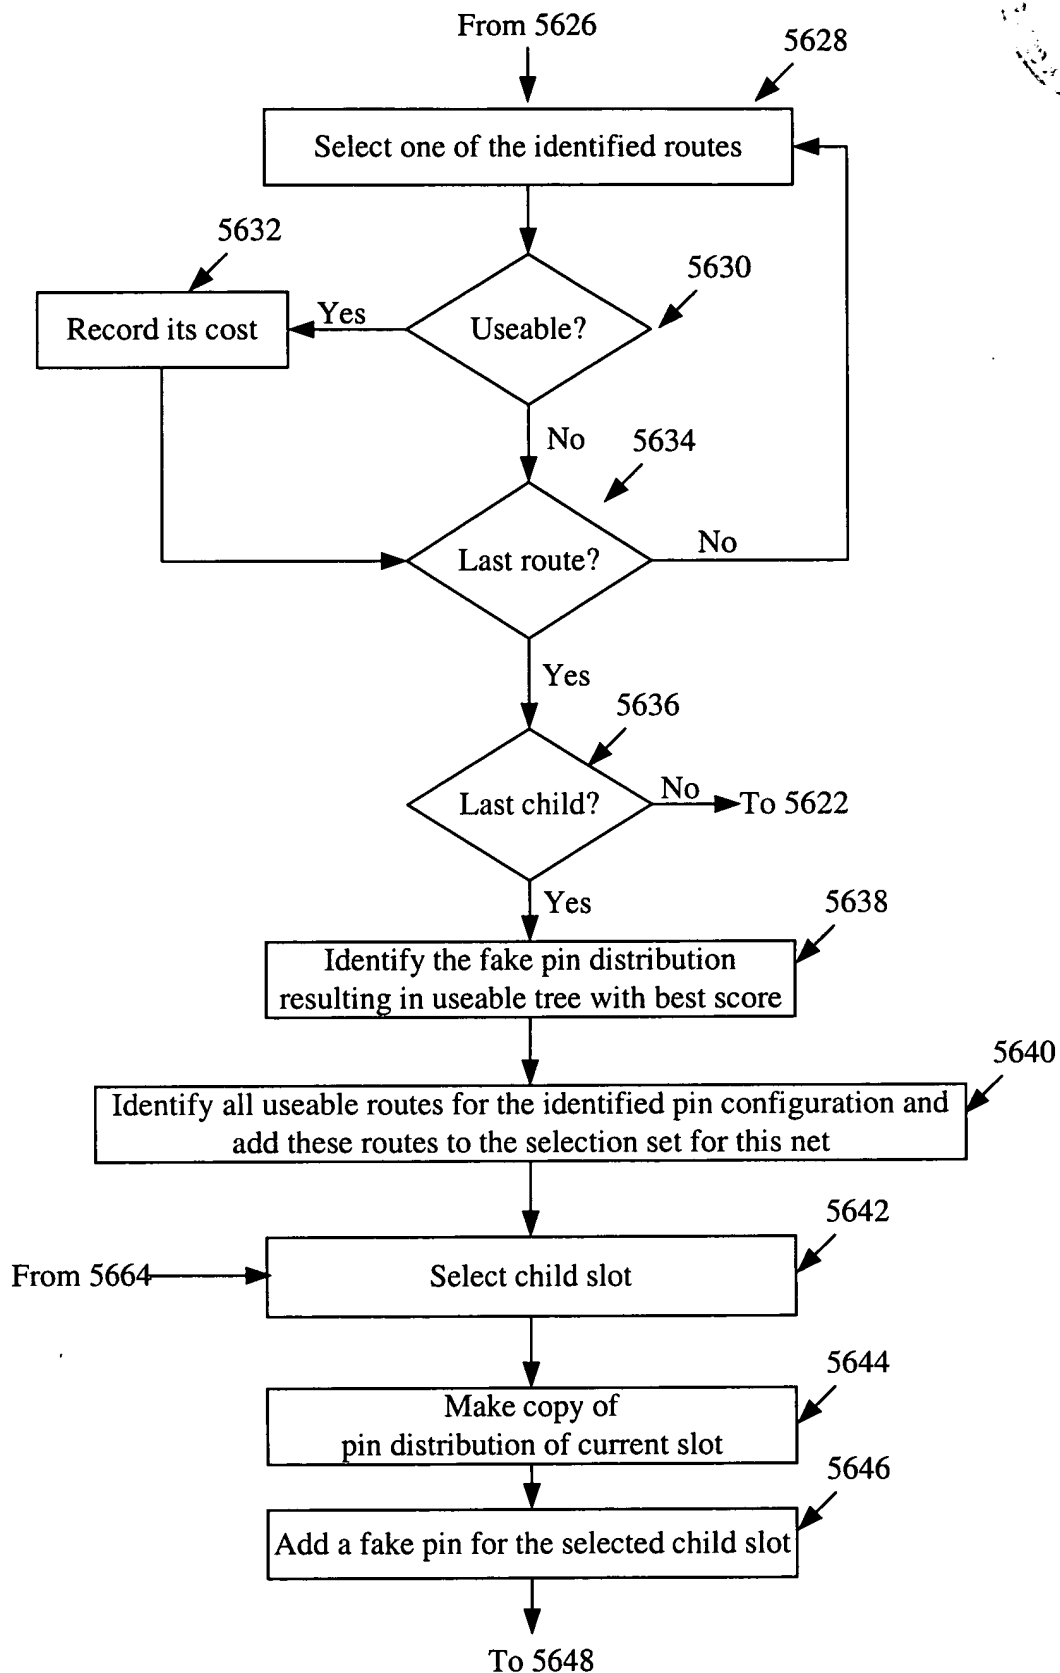 From 5626
5628
Select one of the identified routes
5632
5630
Record its cost
Yes
Useable?
No
5634
Last route?
No
Yes
5636
Last child?
No
To 5622
Yes
5638
Identify the fake pin distribution
resulting in useable tree with best score
5640
Identify all useable routes for the identified pin configuration and
add these routes to the selection set for this net
5642
From 5664
Select child slot
5644
Make copy of
pin distribution of current slot
5646
Add a fake pin for the selected child slot
To 5648